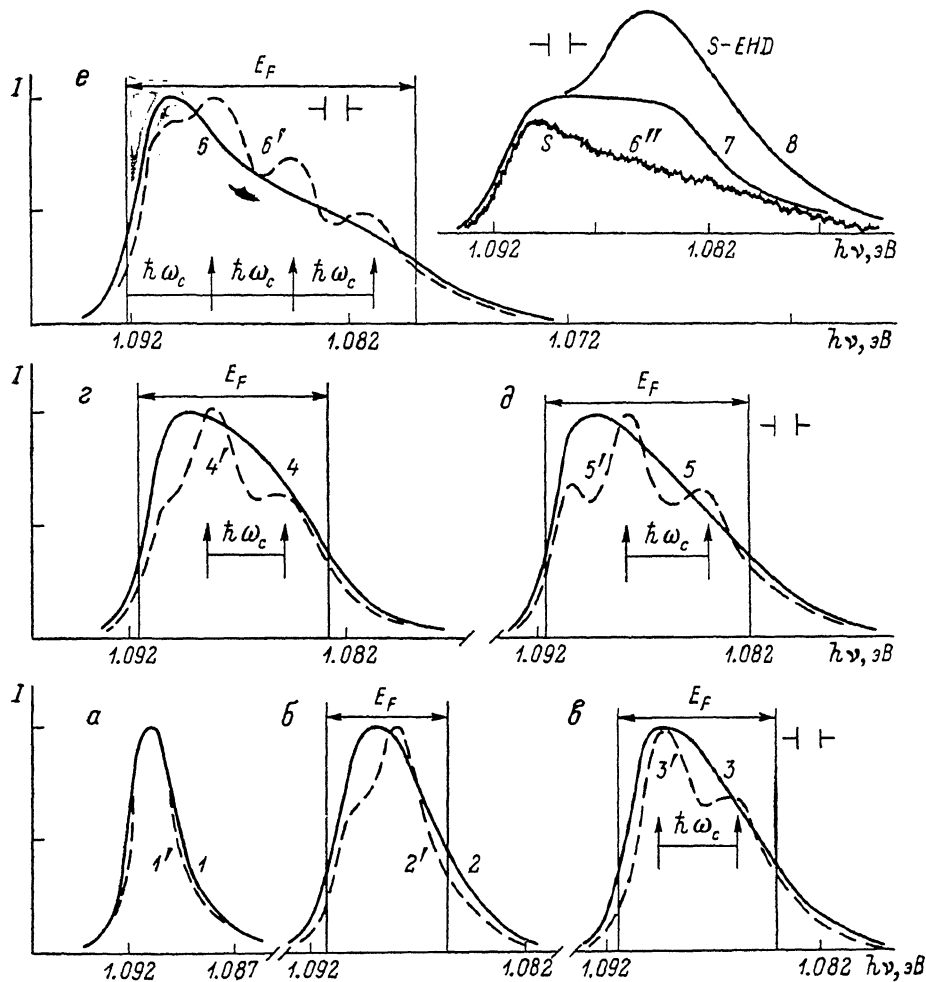 I
е
E_F
6
6′
ħω_c
ħω_c
ħω_c
1.092
1.082
1.072
hν, эВ
S-EHD
S
6″
7
8
1.092
1.082
hν, эВ
I
г
E_F
4′
4
ħω_c
1.092
1.082
д
E_F
5′
5
ħω_c
1.092
1.082
hν, эВ
I
а
1′
1
1.092
1.087
б
E_F
2′
2
1.092
1.082
в
E_F
3′
3
ħω_c
1.092
1.082
hν, эВ